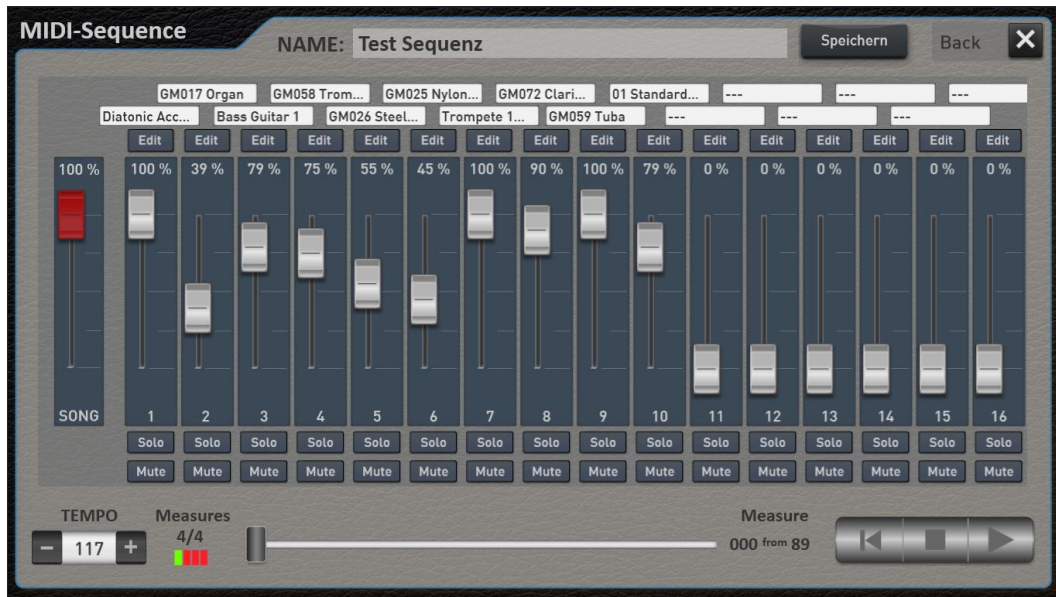 MIDI-Sequence
NAME: Test Sequenz Speichern Back
GM017 Organ GM058 Trom... GM025 Nylon... GM072 Clari... 01 Standard... --- --- ---
Diatonic Acc... Bass Guitar 1 GM026 Steel... Trompete 1... GM059 Tuba --- --- ---
Edit Edit Edit Edit Edit Edit Edit Edit Edit Edit Edit Edit Edit Edit Edit Edit
100 % 100 % 39 % 79 % 75 % 55 % 45 % 100 % 90 % 100 % 79 % 0 % 0 % 0 % 0 % 0 % 0 %
SONG 1 2 3 4 5 6 7 8 9 10 11 12 13 14 15 16
Solo Solo Solo Solo Solo Solo Solo Solo Solo Solo Solo Solo Solo Solo Solo Solo
Mute Mute Mute Mute Mute Mute Mute Mute Mute Mute Mute Mute Mute Mute Mute Mute
TEMPO Measures Measure
4/4
- 117 + 000 from 89